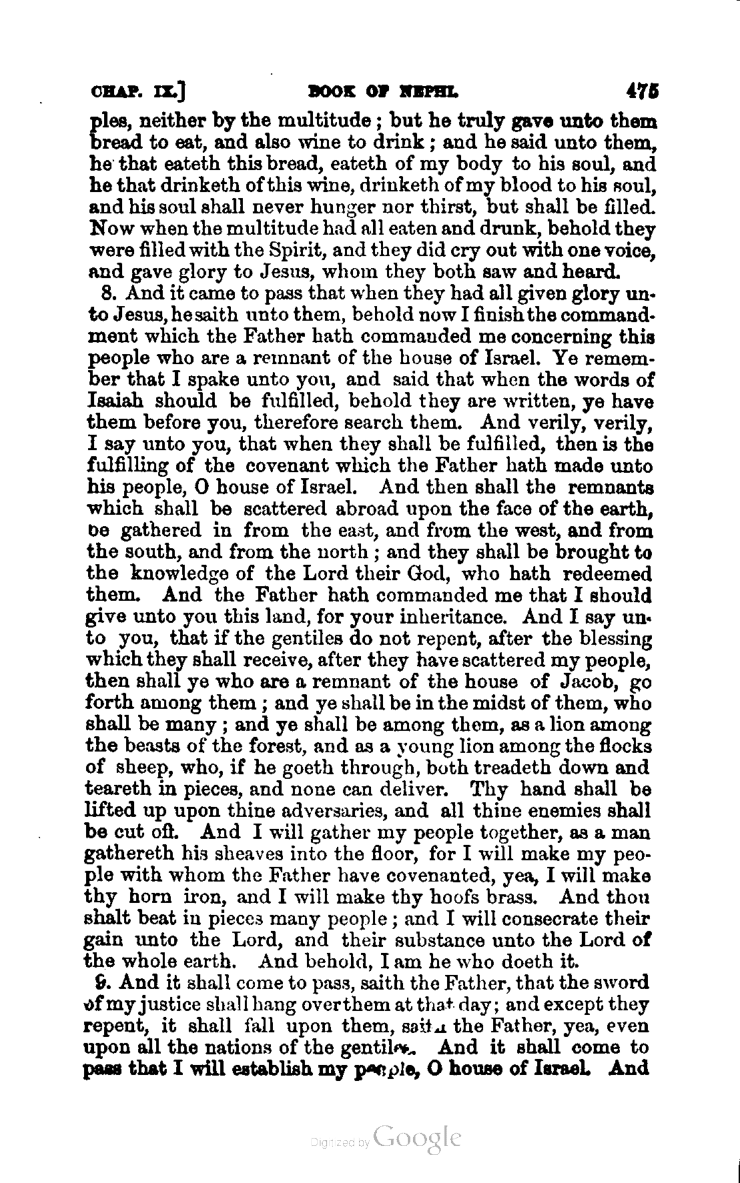 CHAP. IX.] BOOK OF NEPHI. 475
ples, neither by the multitude; but he truly gave unto them
bread to eat, and also wine to drink; and he said unto them,
he that eateth this bread, eateth of my body to his soul, and
he that drinketh of this wine, drinketh of my blood to his soul,
and his soul shall never hunger nor thirst, but shall be filled.
Now when the multitude had all eaten and drunk, behold they
were filled with the Spirit, and they did cry out with one voice,
and gave glory to Jesus, whom they both saw and heard.
8. And it came to pass that when they had all given glory un-
to Jesus, he saith unto them, behold now I finish the command-
ment which the Father hath commanded me concerning this
people who are a remnant of the house of Israel. Ye remem-
ber that I spake unto you, and said that when the words of
Isaiah should be fulfilled, behold they are written, ye have
them before you, therefore search them. And verily, verily,
I say unto you, that when they shall be fulfilled, then is the
fulfilling of the covenant which the Father hath made unto
his people, O house of Israel. And then shall the remnants
which shall be scattered abroad upon the face of the earth,
be gathered in from the east, and from the west, and from
the south, and from the north; and they shall be brought to
the knowledge of the Lord their God, who hath redeemed
them. And the Father hath commanded me that I should
give unto you this land, for your inheritance. And I say un-
to you, that if the gentiles do not repent, after the blessing
which they shall receive, after they have scattered my people,
then shall ye who are a remnant of the house of Jacob, go
forth among them; and ye shall be in the midst of them, who
shall be many; and ye shall be among them, as a lion among
the beasts of the forest, and as a young lion among the flocks
of sheep, who, if he goeth through, both treadeth down and
teareth in pieces, and none can deliver. Thy hand shall be
lifted up upon thine adversaries, and all thine enemies shall
be cut off. And I will gather my people together, as a man
gathereth his sheaves into the floor, for I will make my peo-
ple with whom the Father have covenanted, yea, I will make
thy horn iron, and I will make thy hoofs brass. And thou
shalt beat in pieces many people; and I will consecrate their
gain unto the Lord, and their substance unto the Lord of
the whole earth. And behold, I am he who doeth it.
9. And it shall come to pass, saith the Father, that the sword
of my justice shall hang over them at that day; and except they
repent, it shall fall upon them, saith the Father, yea, even
upon all the nations of the gentiles. And it shall come to
pass that I will establish my people, O house of Israel. And
Digitized by Google